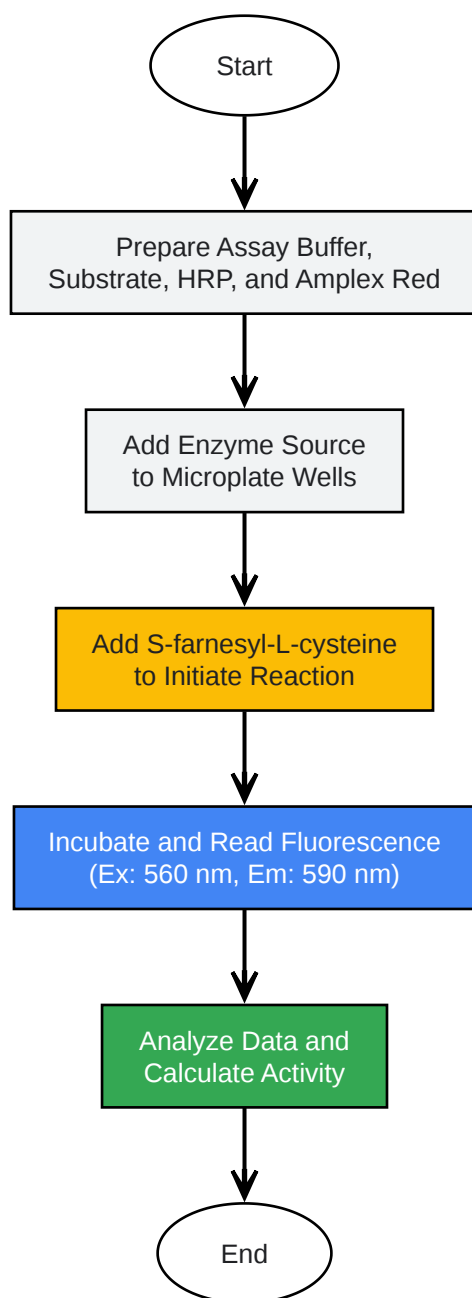 Start
Prepare Assay Buffer,
Substrate, HRP, and Amplex Red
Add Enzyme Source
to Microplate Wells
Add S-farnesyl-L-cysteine
to Initiate Reaction
Incubate and Read Fluorescence
(Ex: 560 nm, Em: 590 nm)
Analyze Data and
Calculate Activity
End